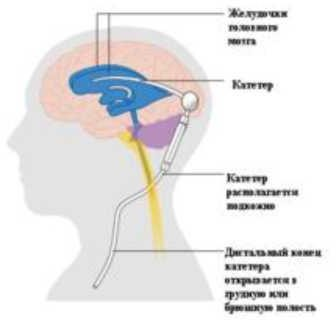 Желудочки
головного
мозга
Катетер
Катетер
располагается
подкожно
Дистальный конец
катетера
открывается в
грудную или
брюшную полость